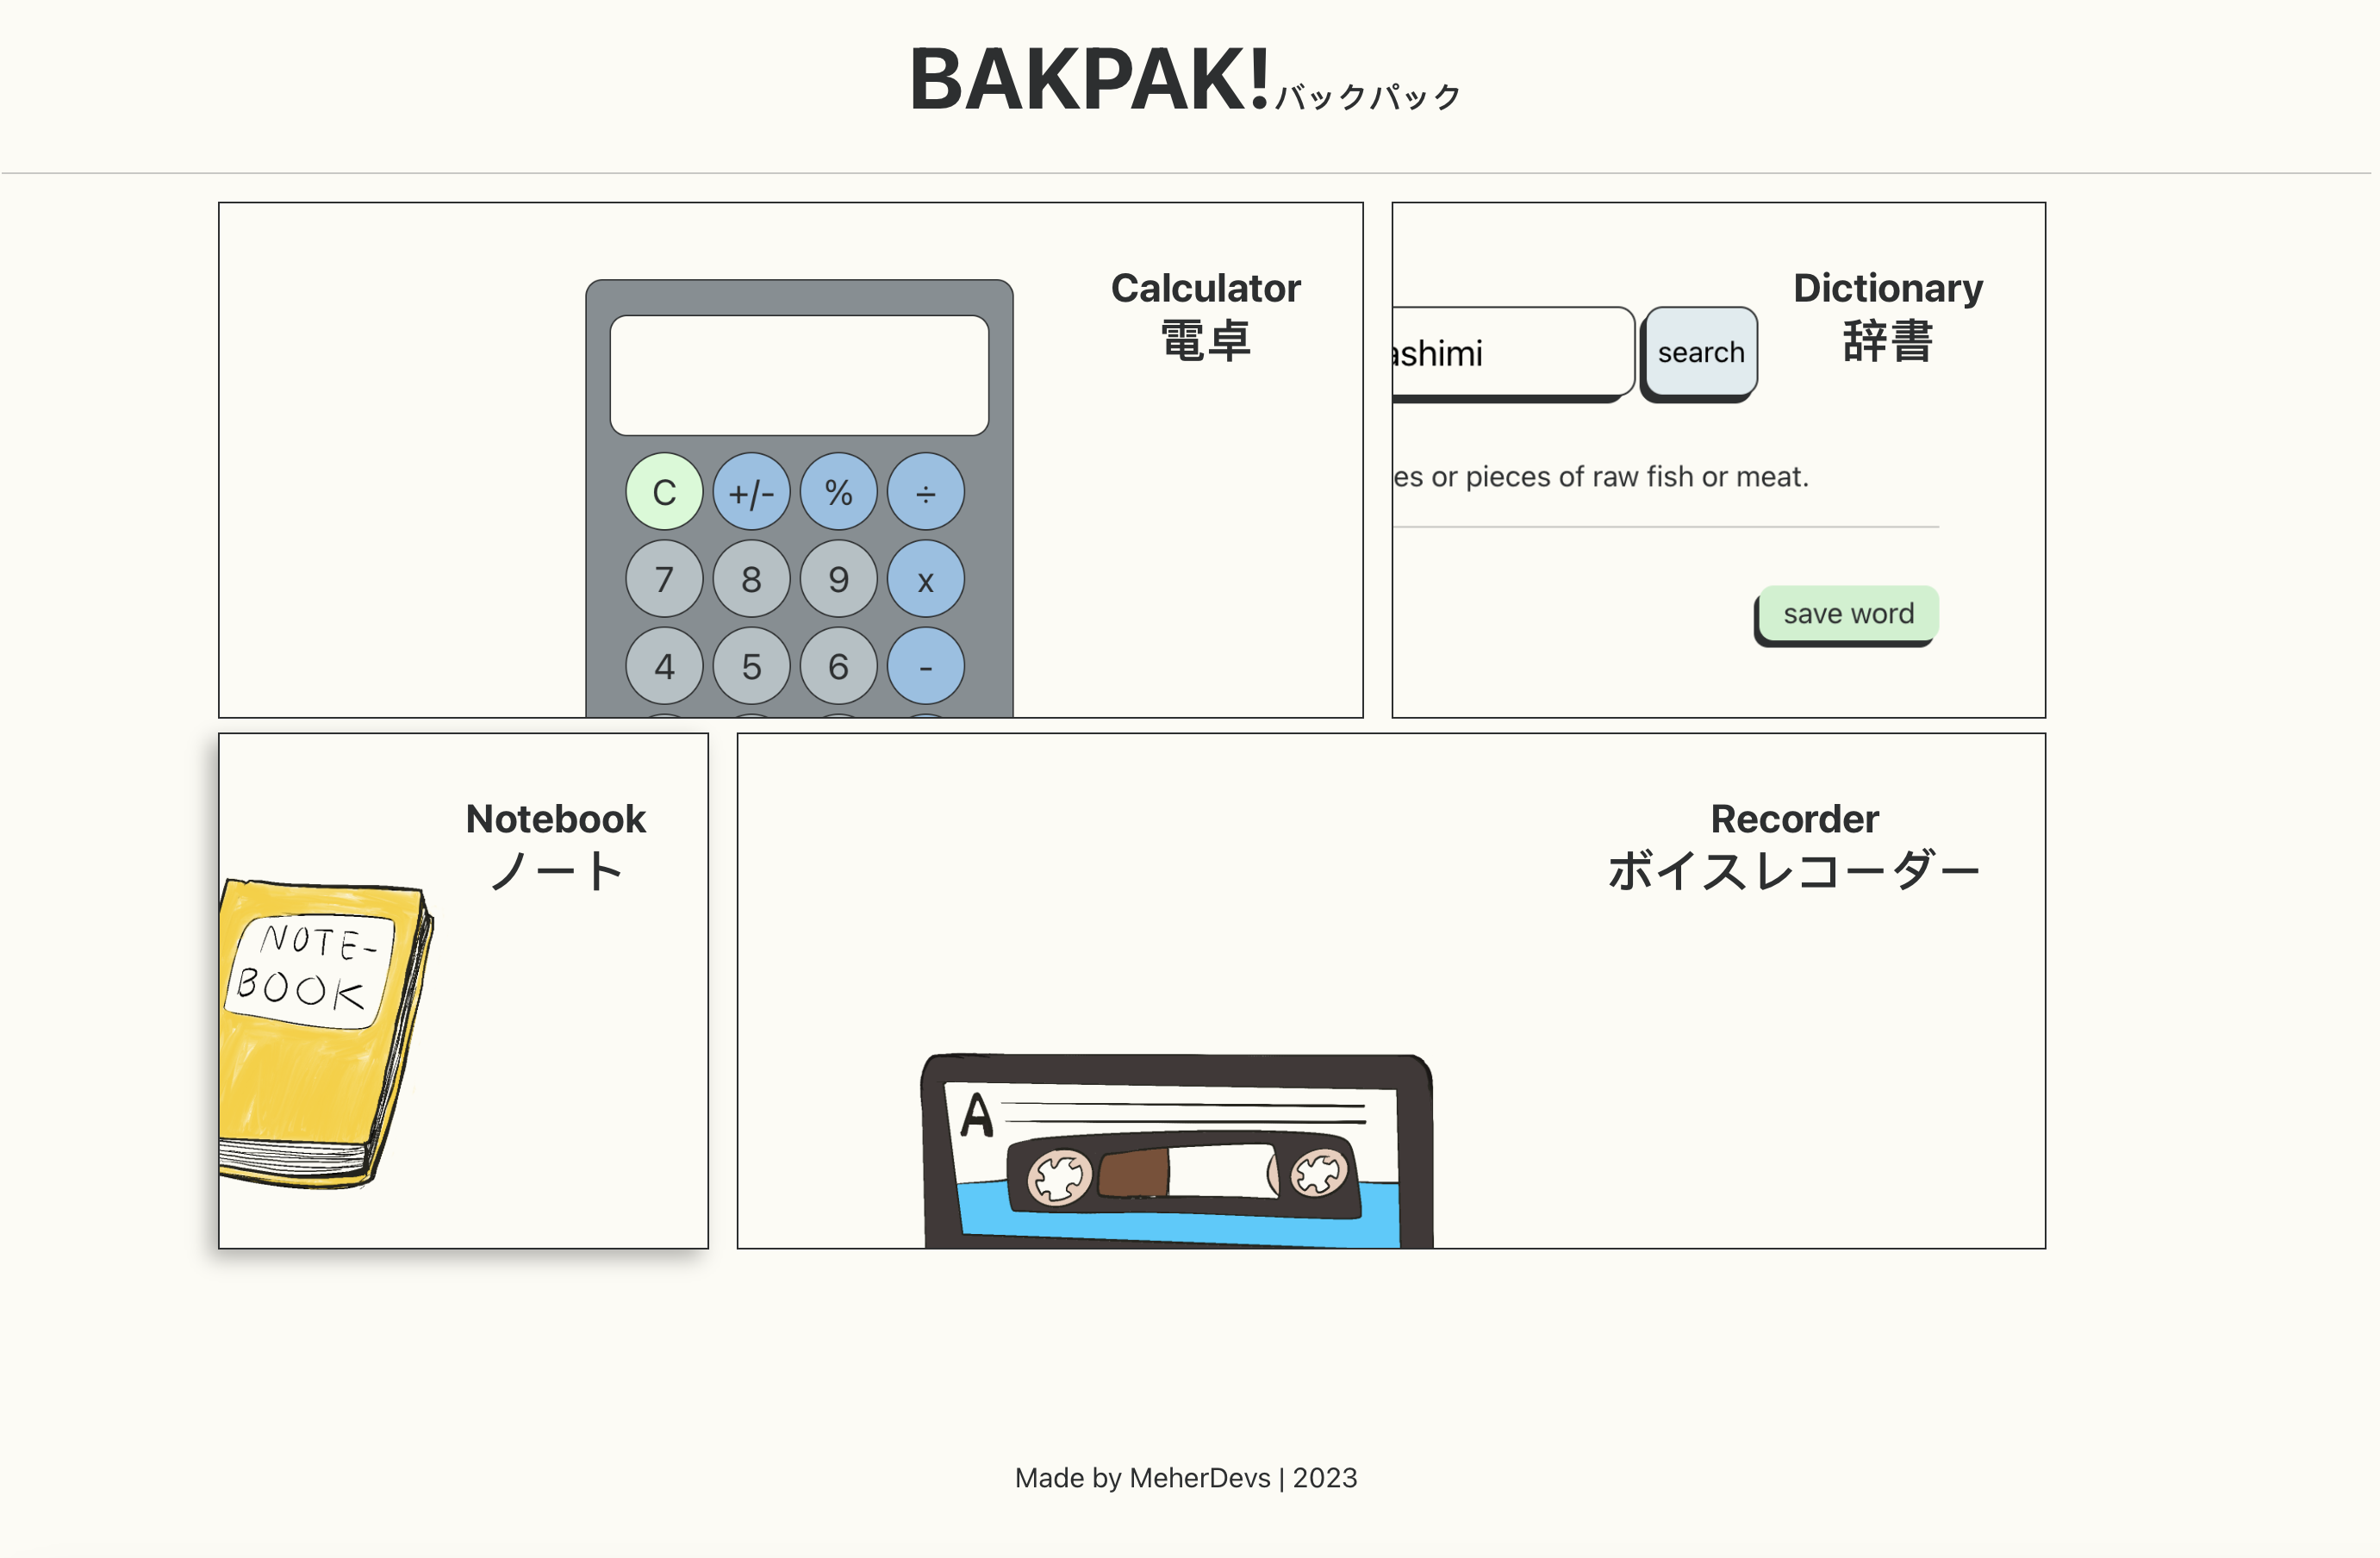 BAKPAK!バックパック
Calculator
電卓
C +/- % ÷
7 8 9 x
4 5 6 -
Dictionary
辞書
ashimi search
es or pieces of raw fish or meat.
save word
Notebook
ノート
NOTE-
BOOK
Recorder
ボイスレコーダー
A
Made by MeherDevs | 2023